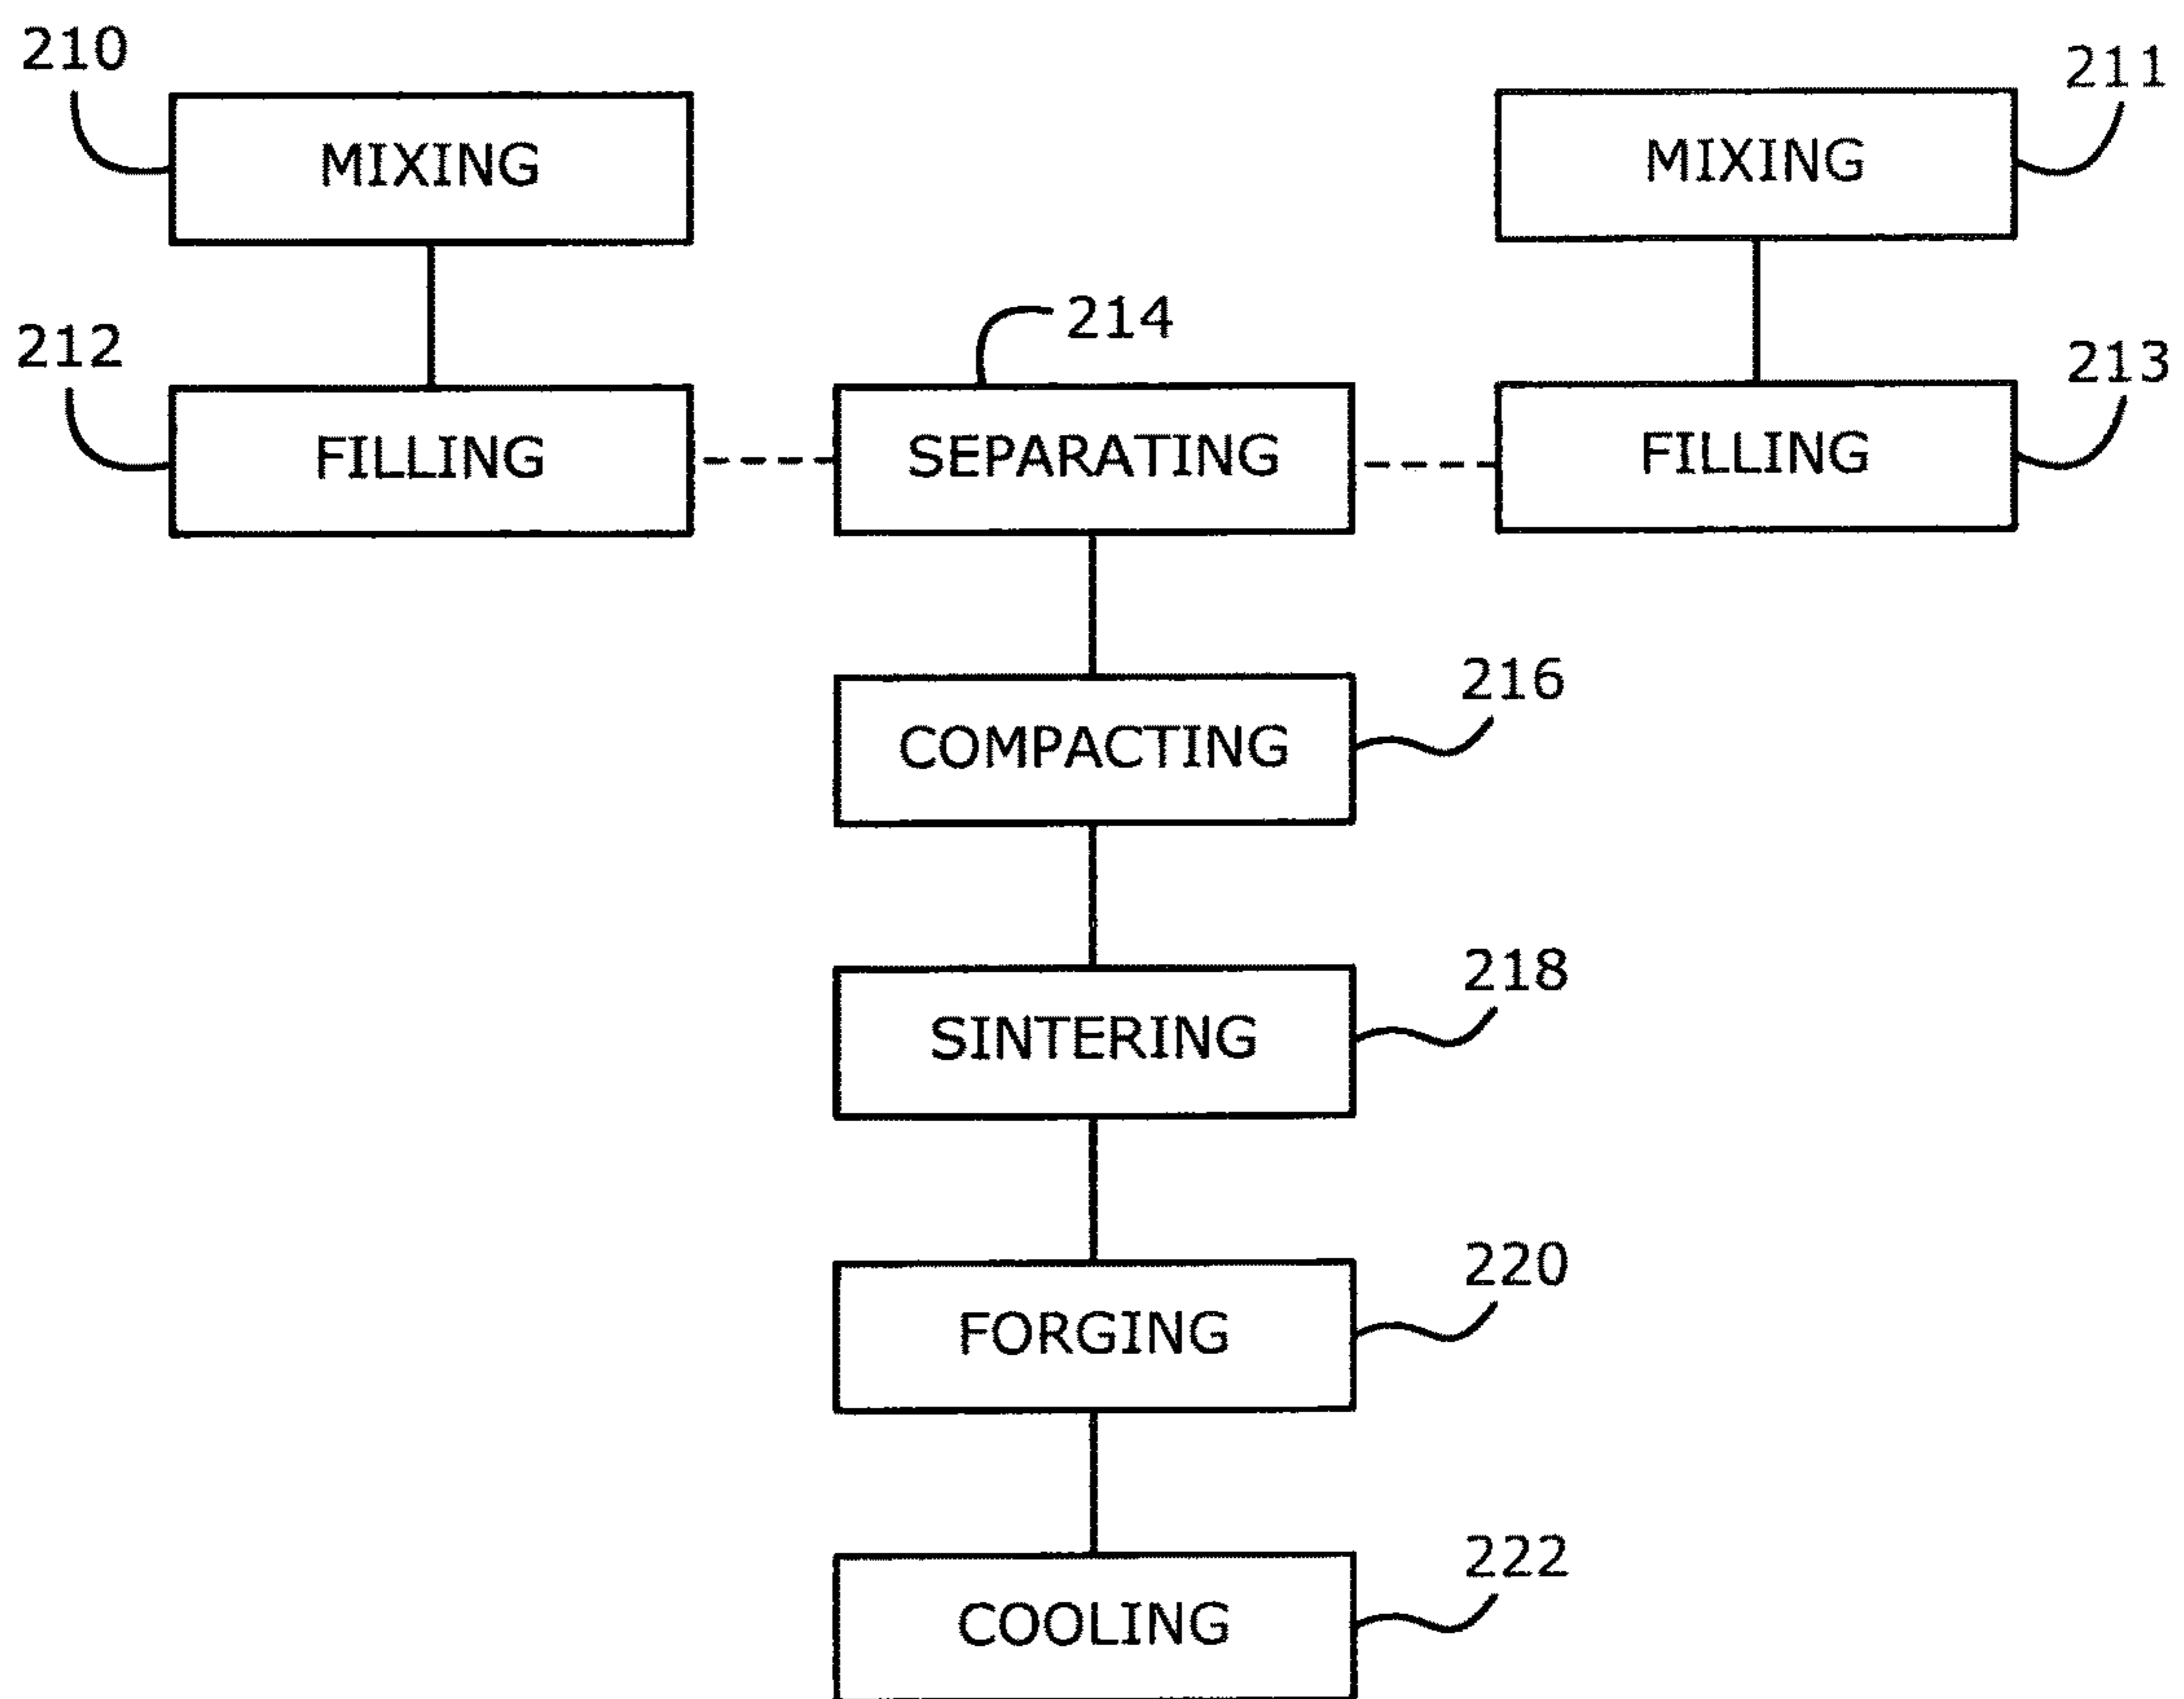 210
211
MIXING
MIXING
212
214
213
FILLING
SEPARATING
FILLING
216
COMPACTING
218
SINTERING
220
FORGING
222
COOLING